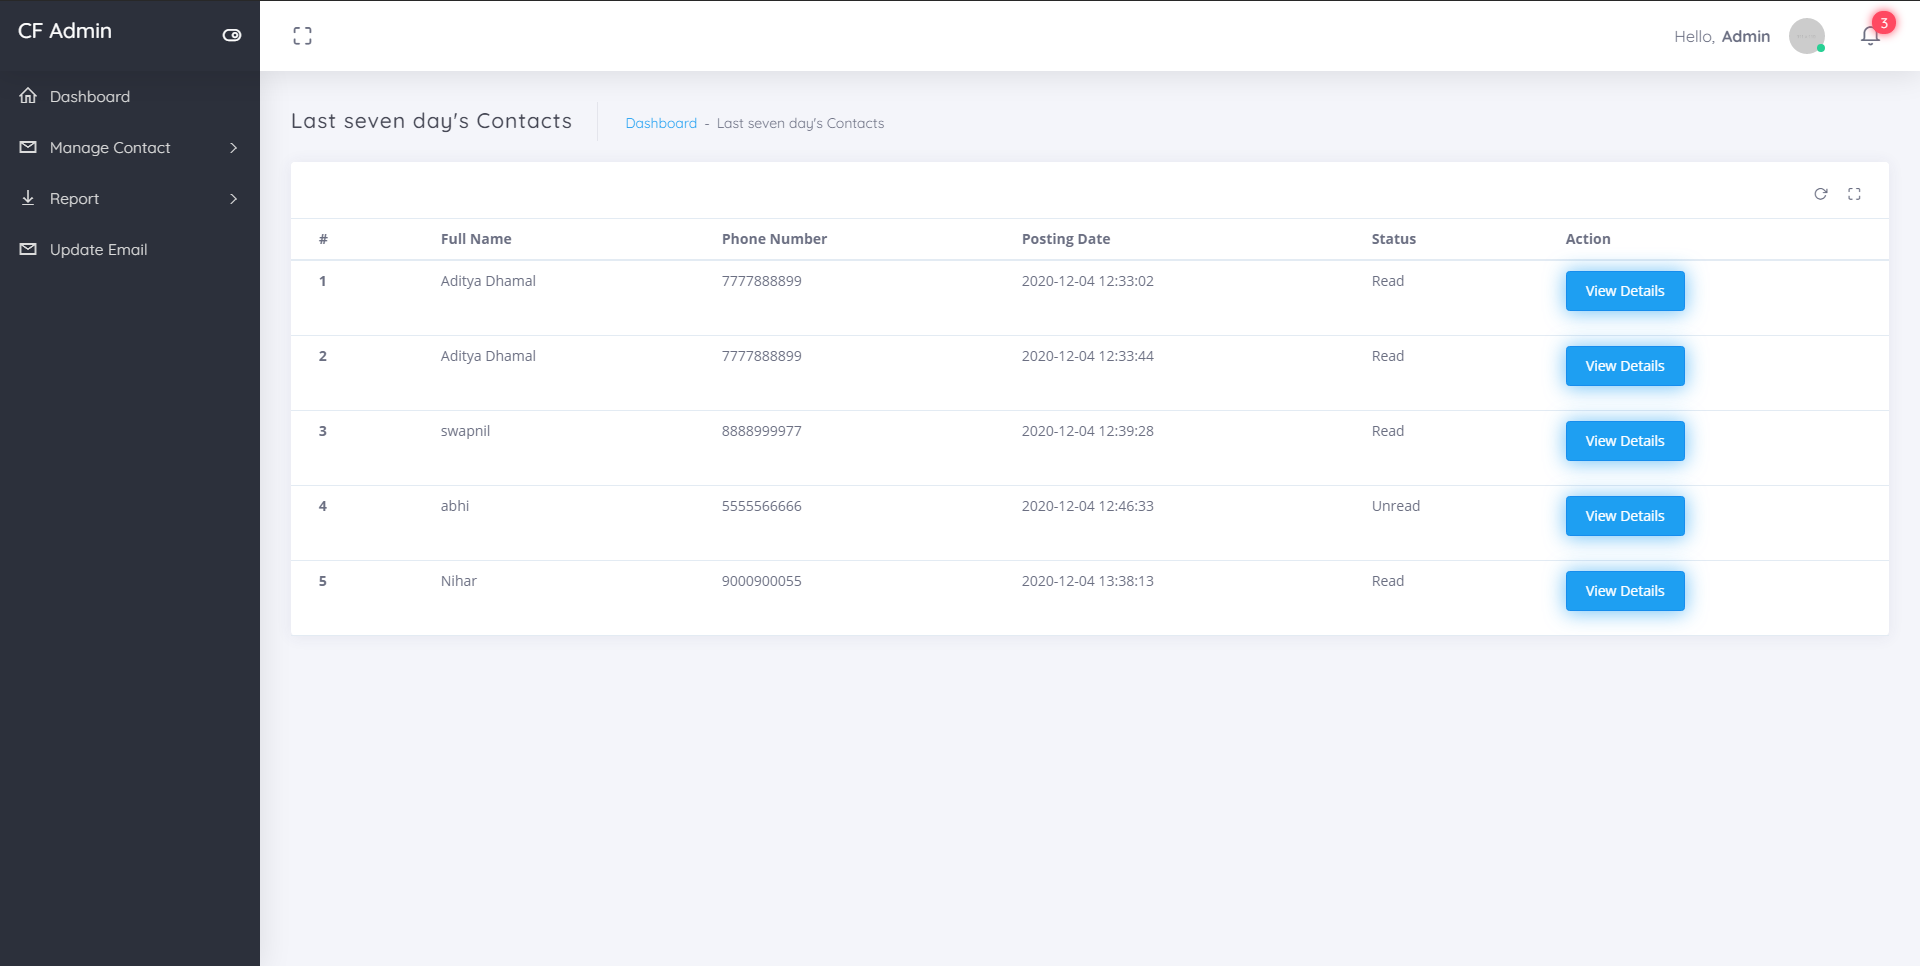 CF Admin
Hello, Admin
3
Dashboard
Manage Contact
Report
Update Email
Last seven day's Contacts
Dashboard - Last seven day's Contacts
# Full Name Phone Number Posting Date Status Action
1 Aditya Dhamal 7777888899 2020-12-04 12:33:02 Read View Details
2 Aditya Dhamal 7777888899 2020-12-04 12:33:44 Read View Details
3 swapnil 8888999977 2020-12-04 12:39:28 Read View Details
4 abhi 5555566666 2020-12-04 12:46:33 Unread View Details
5 Nihar 9000900055 2020-12-04 13:38:13 Read View Details